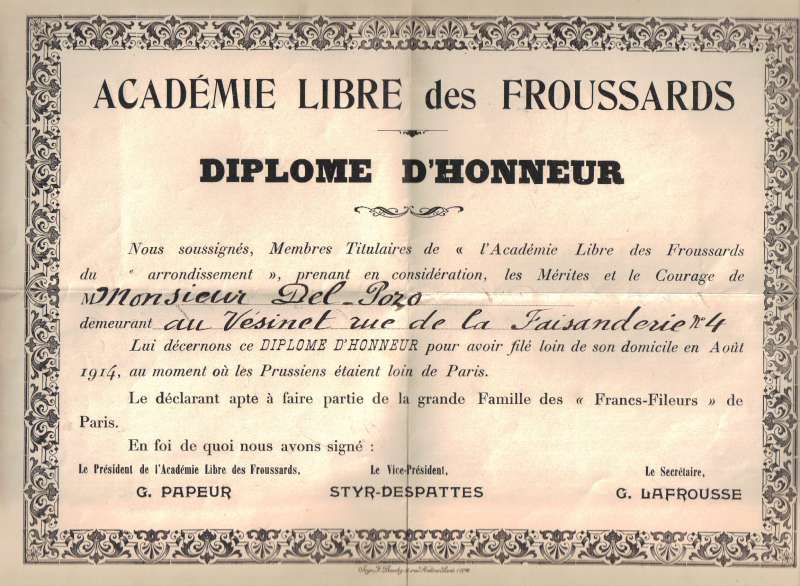 ACADÉMIE LIBRE des FROUSSARDS
DIPLOME D'HONNEUR
Nous soussignés, Membres Titulaires de « l'Académie Libre des Froussards
du e arrondissement », prenant en considération, les Mérites et le Courage de
M Monsieur Del-Pozo
demeurant au Vésinet rue de la Faisanderie N° 4
Lui décernons ce DIPLOME D'HONNEUR pour avoir filé loin de son domicile en Août
1914, au moment où les Prussiens étaient loin de Paris.
Le déclarant apte à faire partie de la grande Famille des « Francs-Fileurs » de
Paris.
En foi de quoi nous avons signé :
Le Président de l'Académie Libre des Froussards, Le Vice-Président, Le Secrétaire,
G. PAPEUR STYR-DESPATTES G. LAFROUSSE